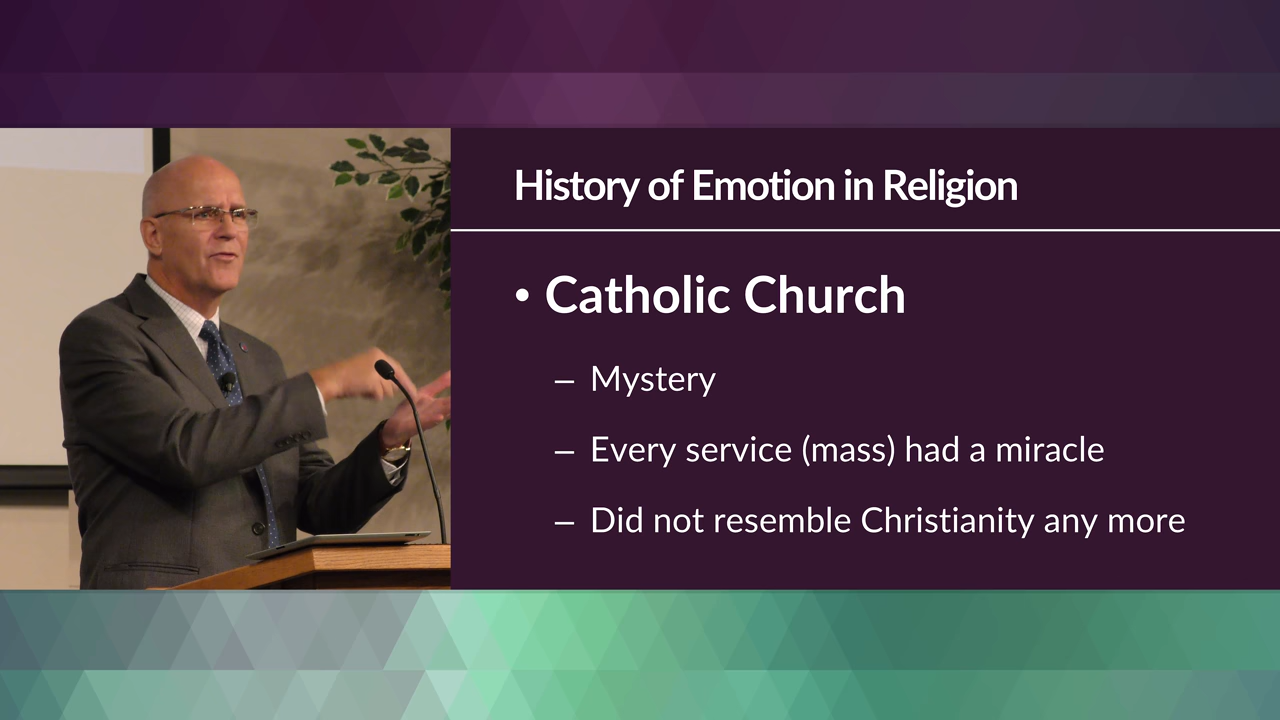 History of Emotion in Religion
• Catholic Church
– Mystery
– Every service (mass) had a miracle
– Did not resemble Christianity any more